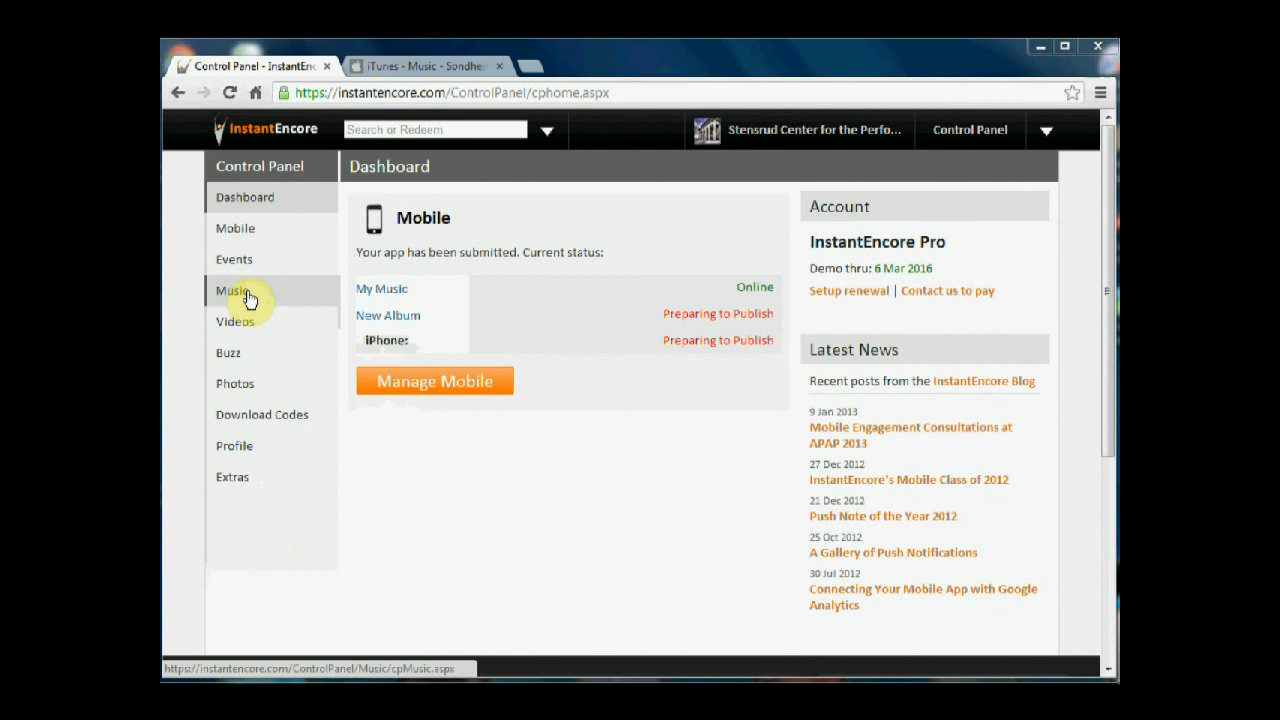 Control Panel - InstantEnc
iTunes - Music - Sondhei
https://instantencore.com/ControlPanel/cphome.aspx
InstantEncore
Search or Redeem
Stensrud Center for the Perfo...
Control Panel
Control Panel
Dashboard
Dashboard
Mobile
Events
Music
Videos
Buzz
Photos
Download Codes
Profile
Extras
Mobile
Your app has been submitted. Current status:
My Music Online
New Album Preparing to Publish
iPhone: Preparing to Publish
Manage Mobile
Account
InstantEncore Pro
Demo thru: 6 Mar 2016
Setup renewal | Contact us to pay
Latest News
Recent posts from the InstantEncore Blog
9 Jan 2013
Mobile Engagement Consultations at
APAP 2013
27 Dec 2012
InstantEncore's Mobile Class of 2012
21 Dec 2012
Push Note of the Year 2012
25 Oct 2012
A Gallery of Push Notifications
30 Jul 2012
Connecting Your Mobile App with Google
Analytics
https://instantencore.com/ControlPanel/Music/cpMusic.aspx